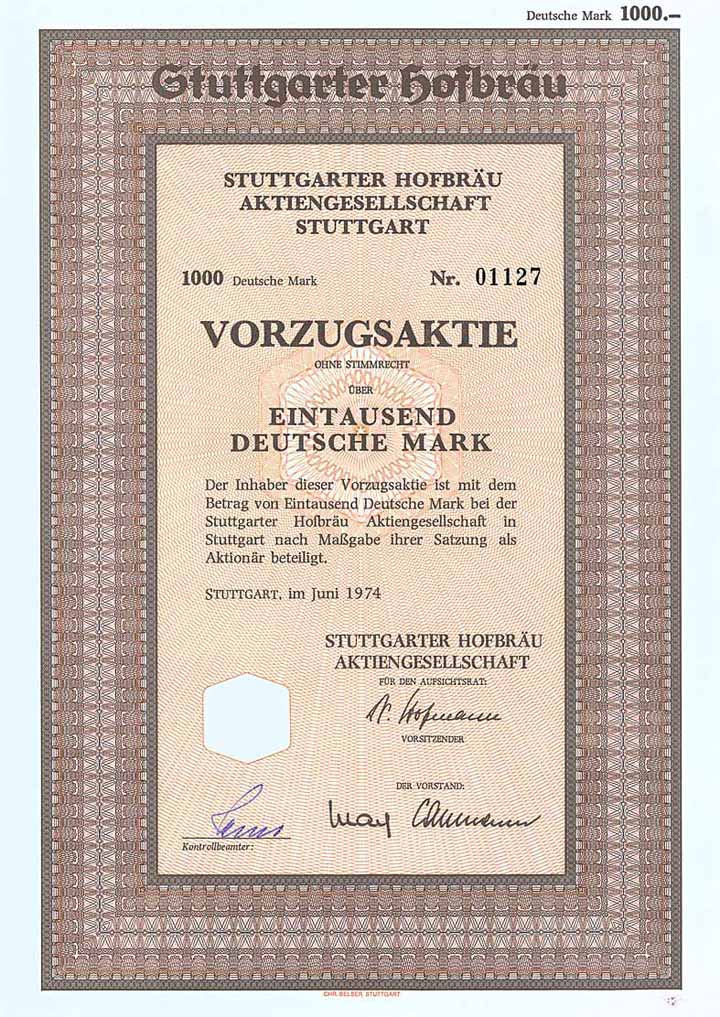 Deutsche Mark 1000.–
Stuttgarter Hofbräu
STUTTGARTER HOFBRÄU
AKTIENGESELLSCHAFT
STUTTGART
1000 Deutsche Mark Nr. 01127
VORZUGSAKTIE
OHNE STIMMRECHT
ÜBER
EINTAUSEND
DEUTSCHE MARK
Der Inhaber dieser Vorzugsaktie ist mit dem
Betrag von Eintausend Deutsche Mark bei der
Stuttgarter Hofbräu Aktiengesellschaft in
Stuttgart nach Maßgabe ihrer Satzung als
Aktionär beteiligt.
STUTTGART, im Juni 1974
STUTTGARTER HOFBRÄU
AKTIENGESELLSCHAFT
FÜR DEN AUFSICHTSRAT:
VORSITZENDER
DER VORSTAND:
Kontrollbeamter:
CHR. BELSER, STUTTGART